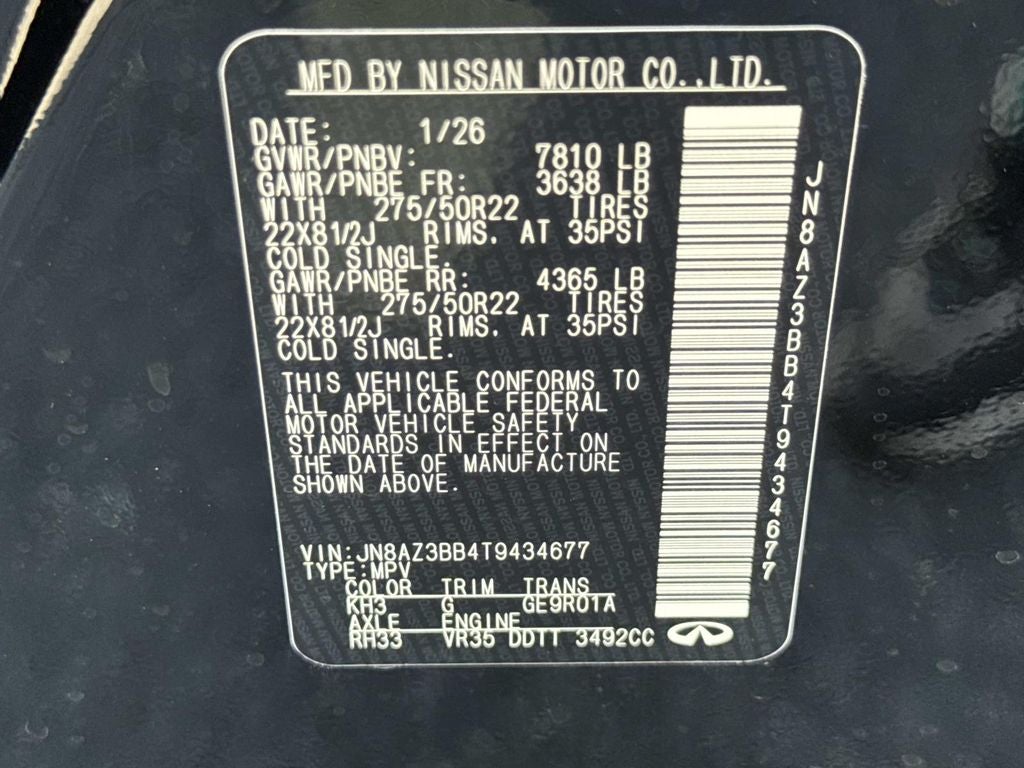 MFD BY NISSAN MOTOR CO.,LTD.
DATE: 1/26
GVWR/PNBV: 7810 LB
GAWR/PNBE FR: 3638 LB
WITH 275/50R22 TIRES
22X81/2J RIMS. AT 35PSI
COLD SINGLE.
GAWR/PNBE RR: 4365 LB
WITH 275/50R22 TIRES
22X81/2J RIMS. AT 35PSI
COLD SINGLE.
THIS VEHICLE CONFORMS TO
ALL APPLICABLE FEDERAL
MOTOR VEHICLE SAFETY
STANDARDS IN EFFECT ON
THE DATE OF MANUFACTURE
SHOWN ABOVE.
VIN:JN8AZ3BB4T9434677
TYPE:MPV
COLOR TRIM TRANS
KH3 G GE9R01A
AXLE ENGINE
RH33 VR35 DDTT 3492CC
JN8AZ3BB4T9434677